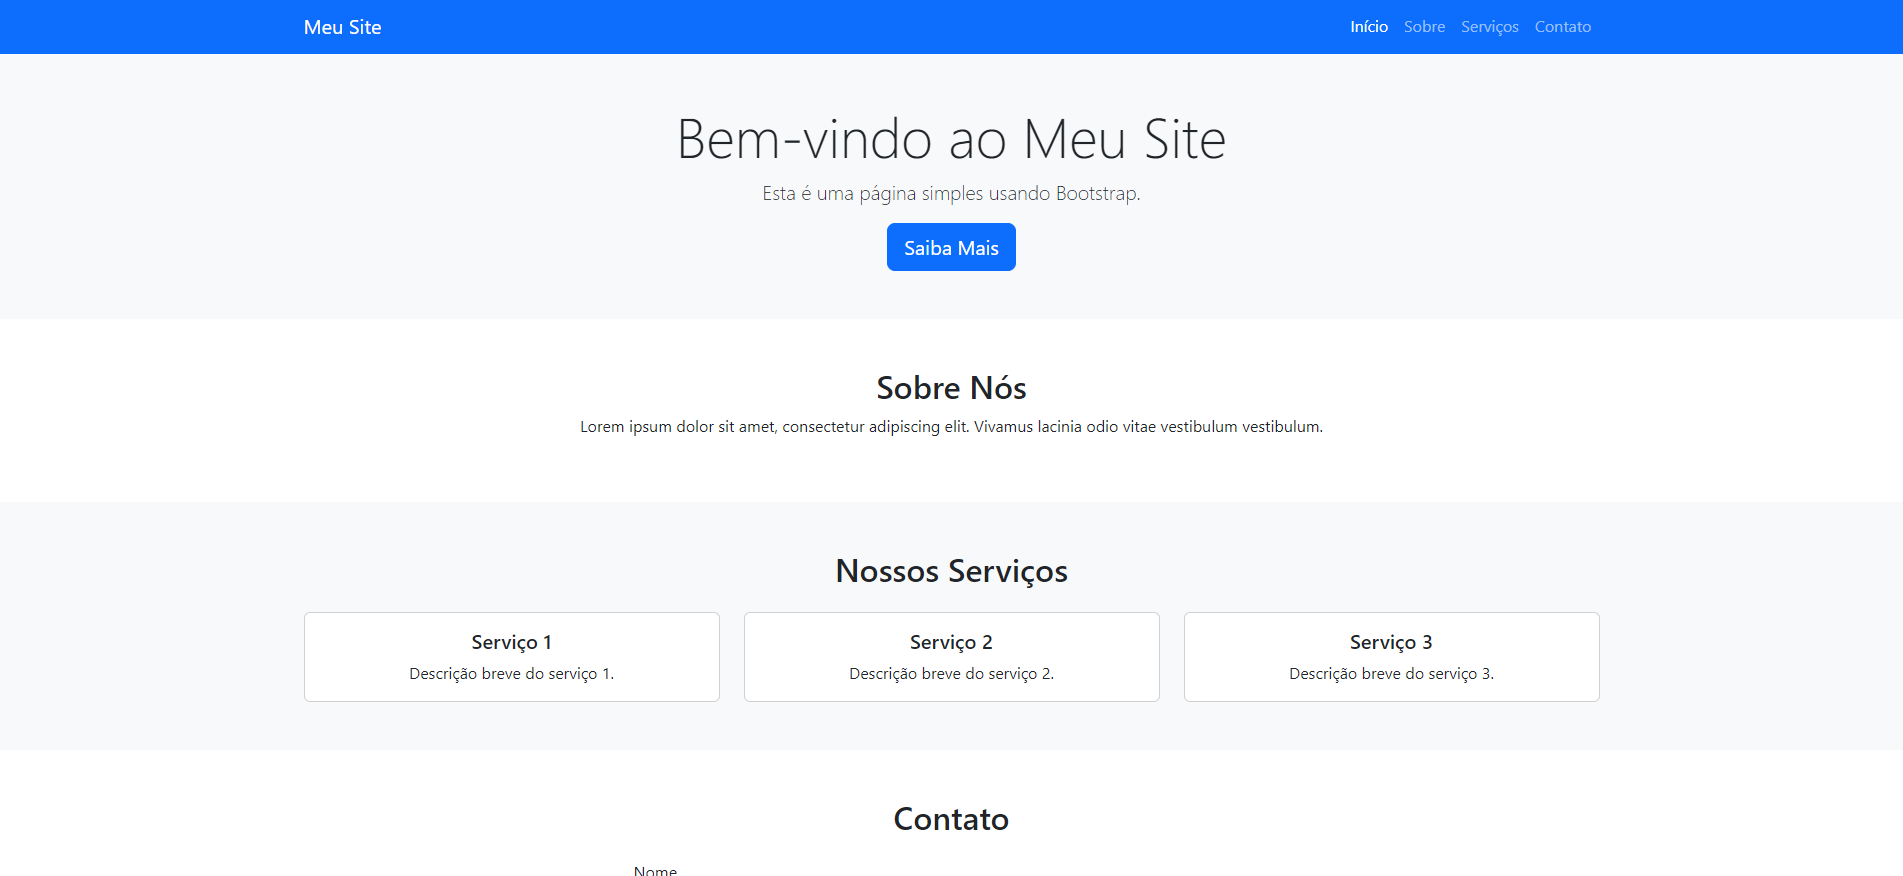 Meu Site
Início Sobre Serviços Contato
Bem-vindo ao Meu Site
Esta é uma página simples usando Bootstrap.
Saiba Mais
Sobre Nós
Lorem ipsum dolor sit amet, consectetur adipiscing elit. Vivamus lacinia odio vitae vestibulum vestibulum.
Nossos Serviços
Serviço 1
Descrição breve do serviço 1.
Serviço 2
Descrição breve do serviço 2.
Serviço 3
Descrição breve do serviço 3.
Contato
Nome